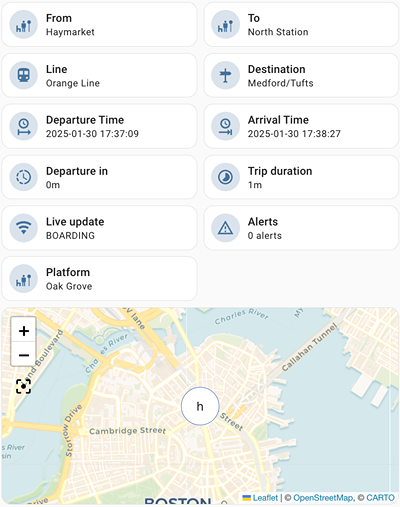 From
Haymarket
To
North Station
Line
Orange Line
Destination
Medford/Tufts
Departure Time
2025-01-30 17:37:09
Arrival Time
2025-01-30 17:38:27
Departure in
0m
Trip duration
1m
Live update
BOARDING
Alerts
0 alerts
Platform
Oak Grove
+
−
h
Charles River
Callahan Tunnel
Storrow Drive
Cambridge Street
Street
BOSTON
Leaflet | © OpenStreetMap, © CARTO